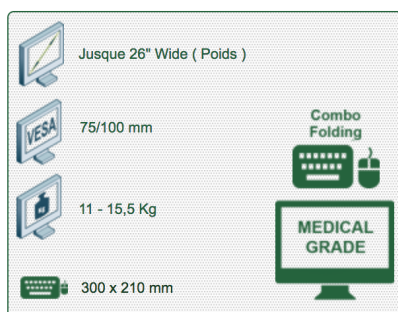 Jusque 26" Wide ( Poids )
VESA
75/100 mm
Combo
Folding
KG
11 - 15,5 Kg
MEDICAL
GRADE
300 x 210 mm